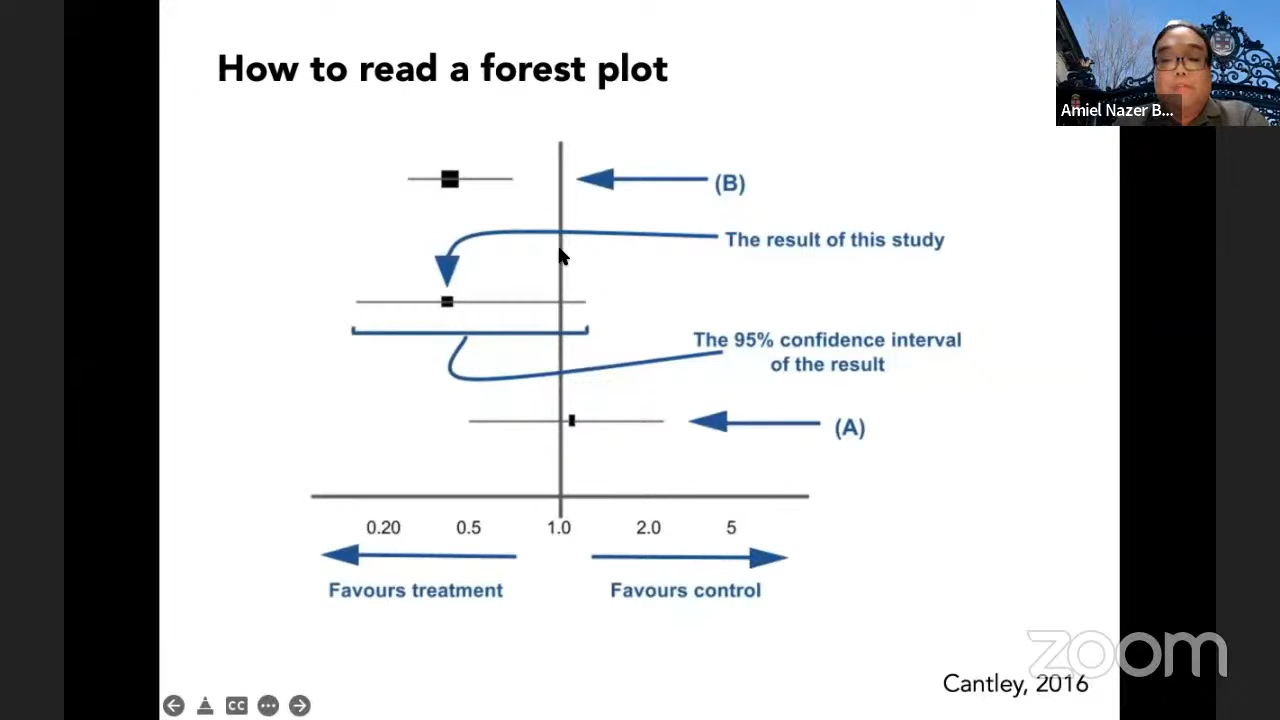 How to read a forest plot
Amiel Nazer B...
(B)
The result of this study
The 95% confidence interval
of the result
(A)
0.20 0.5 1.0 2.0 5
Favours treatment Favours control
zoom
Cantley, 2016
CC